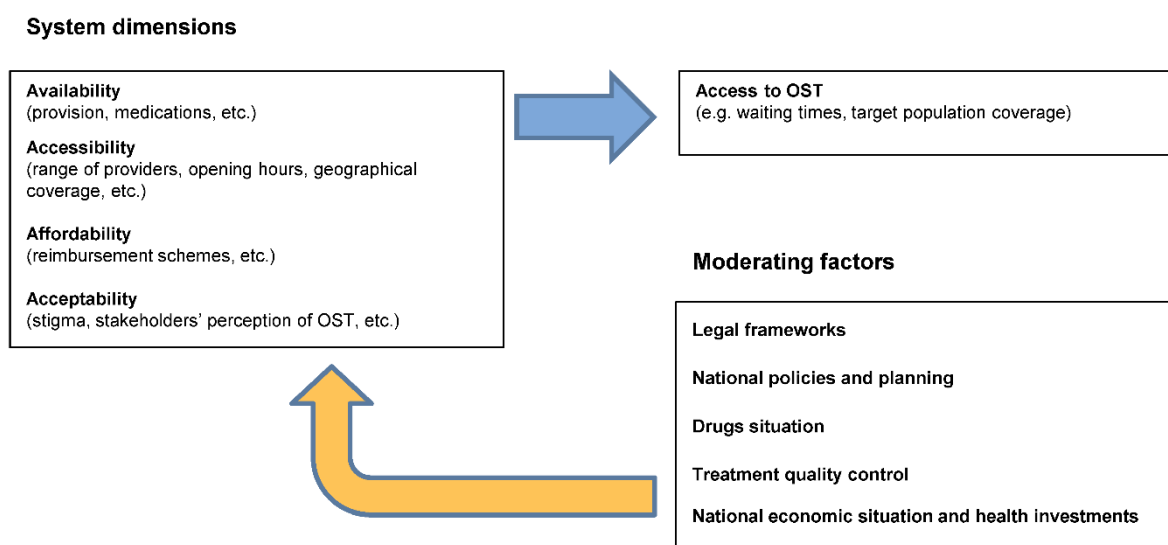 System dimensions
Availability
(provision, medications, etc.)
Accessibility
(range of providers, opening hours, geographical
coverage, etc.)
Affordability
(reimbursement schemes, etc.)
Acceptability
(stigma, stakeholders’ perception of OST, etc.)
Access to OST
(e.g. waiting times, target population coverage)
Moderating factors
Legal frameworks
National policies and planning
Drugs situation
Treatment quality control
National economic situation and health investments